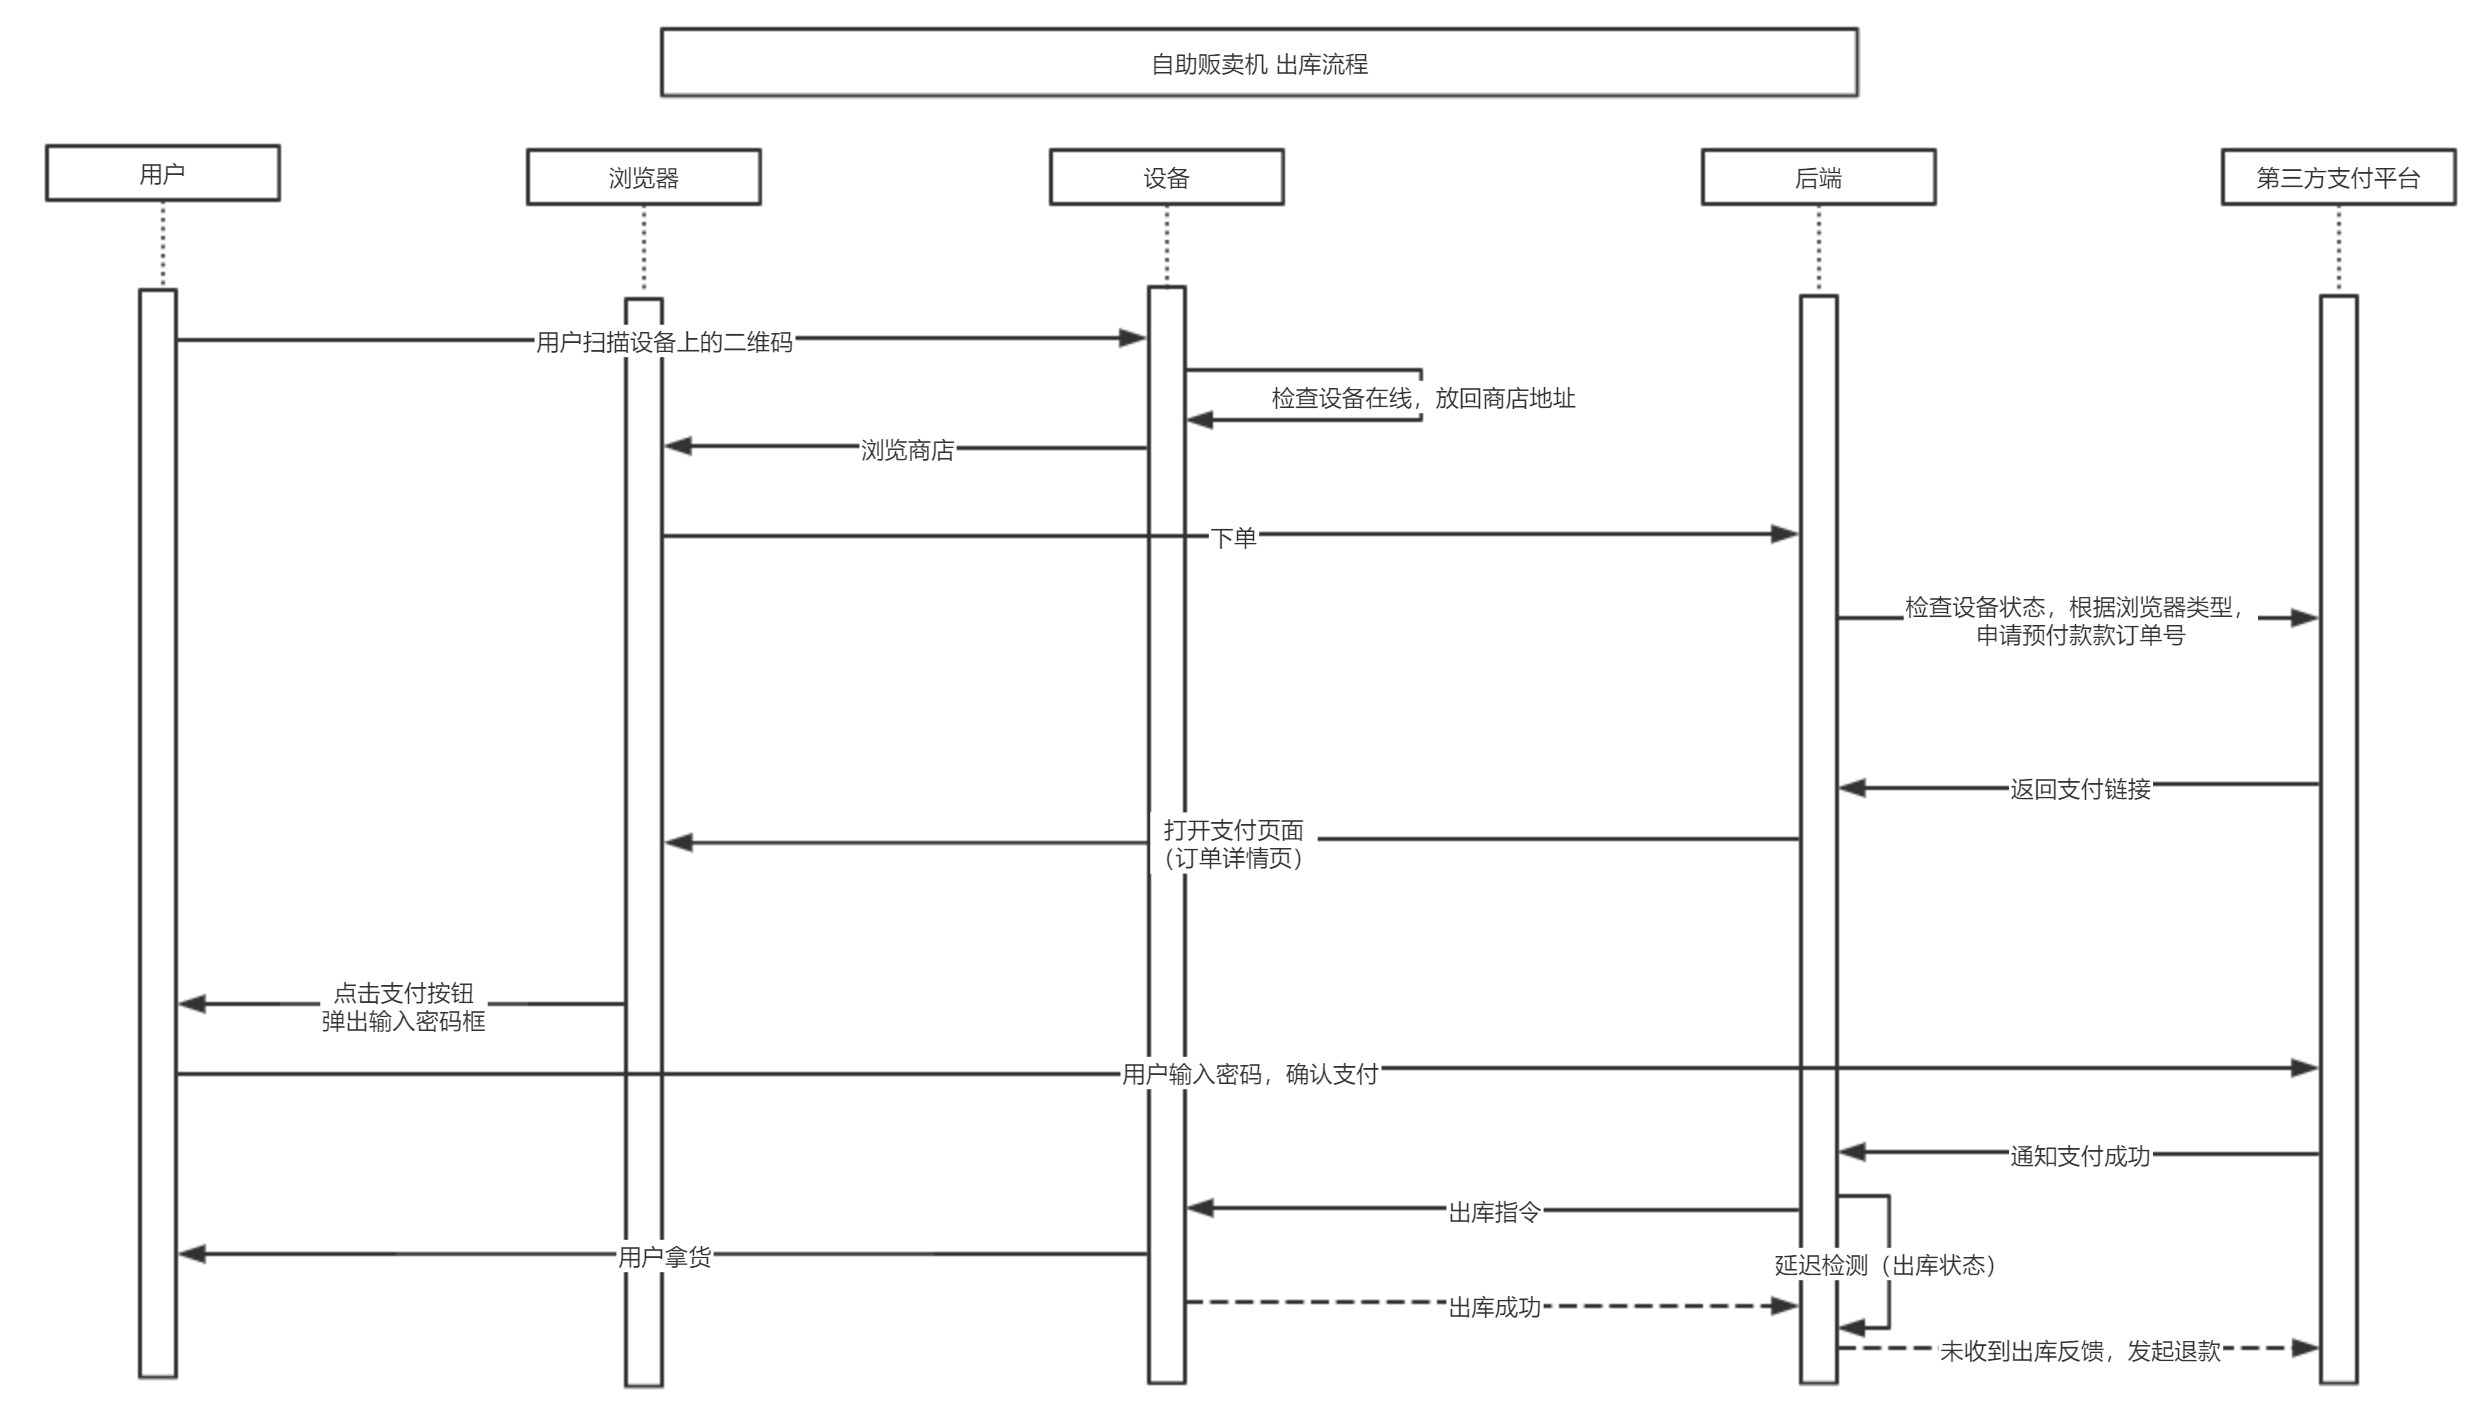 自助贩卖机 出库流程
用户
浏览器
设备
后端
第三方支付平台
用户扫描设备上的二维码
检查设备在线，放回商店地址
浏览商店
下单
检查设备状态，根据浏览器类型，
申请预付款款订单号
返回支付链接
打开支付页面
（订单详情页）
点击支付按钮
弹出输入密码框
用户输入密码，确认支付
通知支付成功
出库指令
用户拿货
延迟检测（出库状态）
出库成功
未收到出库反馈，发起退款